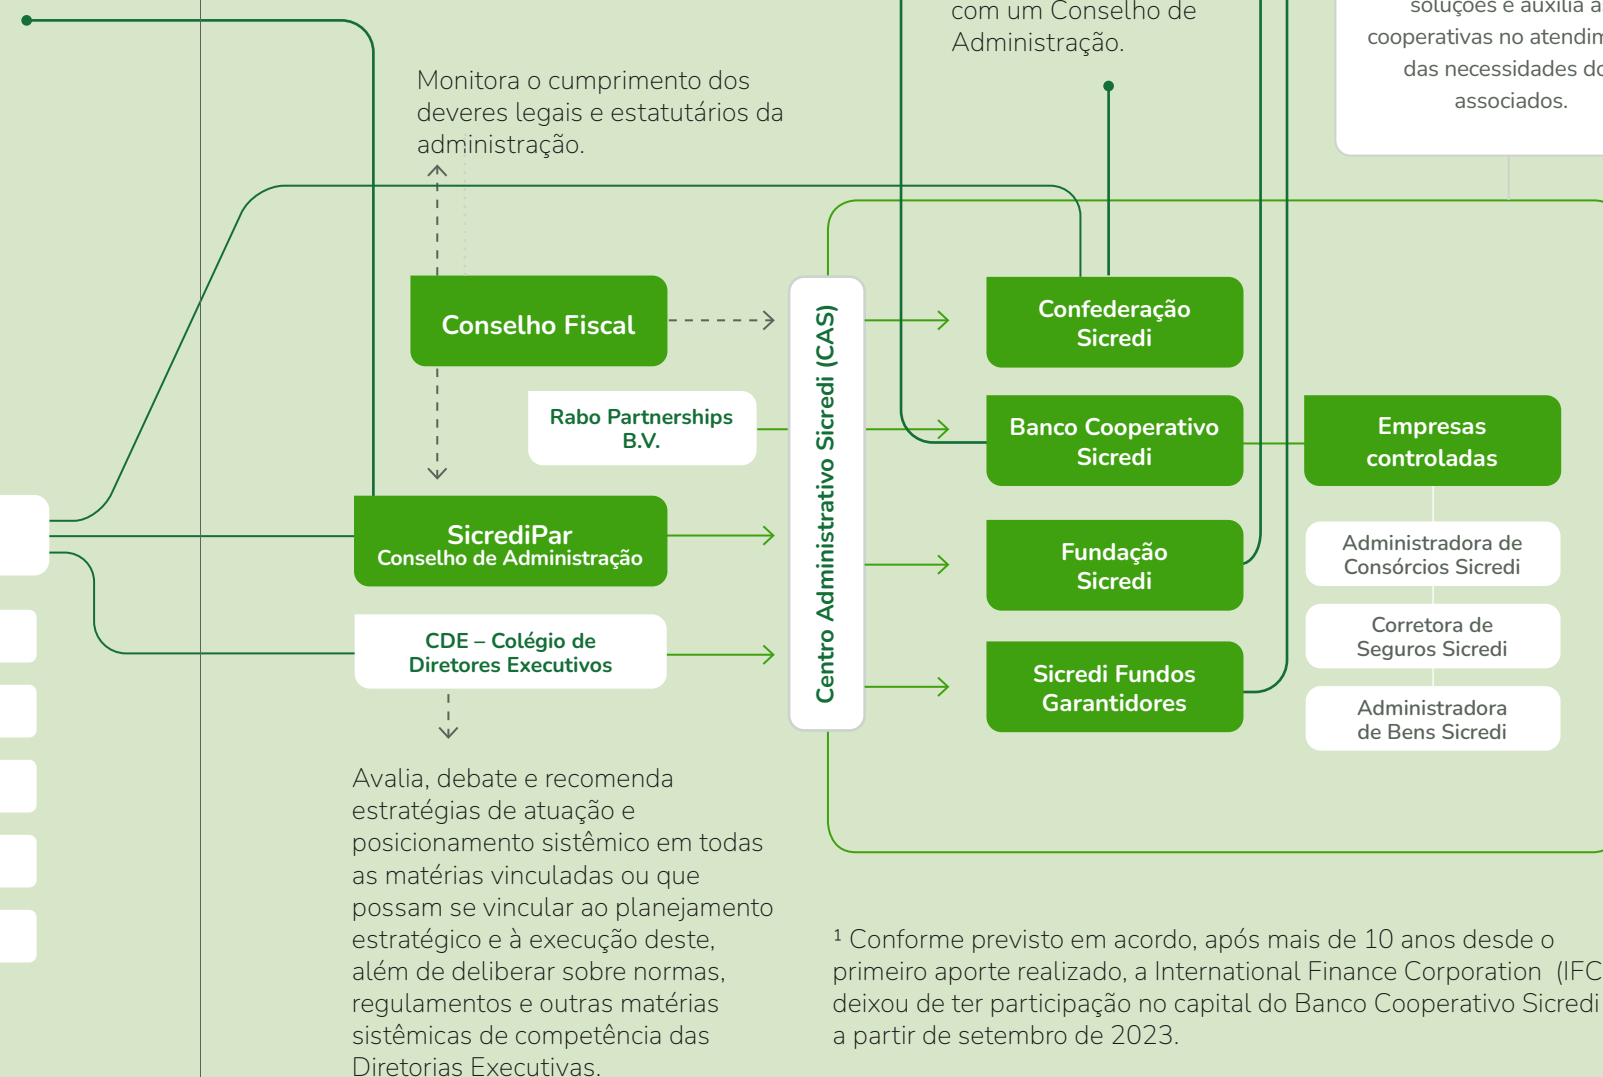 com um Conselho de
Administração.
soluções e auxilia
cooperativas no
das necessidades
associados.
Monitora o cumprimento dos
deveres legais e estatutários da
administração.
Conselho Fiscal
Rabo Partnerships
B.V.
SicrediPar
Conselho de Administração
CDE – Colégio de
Diretores Executivos
Centro Administrativo Sicredi (CAS)
Confederação
Sicredi
Banco Cooperativo
Sicredi
Fundação
Sicredi
Sicredi Fundos
Garantidores
Empresas
controladas
Administradora de
Consórcios Sicredi
Corretora de
Seguros Sicredi
Administradora
de Bens Sicredi
Avalia, debate e recomenda
estratégias de atuação e
posicionamento sistêmico em todas
as matérias vinculadas ou que
possam se vincular ao planejamento
estratégico e à execução deste,
além de deliberar sobre normas,
regulamentos e outras matérias
sistêmicas de competência das
Diretorias Executivas.
¹ Conforme previsto em acordo, após mais de 10 anos desde o
primeiro aporte realizado, a International Finance Corporation (IFC
deixou de ter participação no capital do Banco Cooperativo Sicredi
a partir de setembro de 2023.